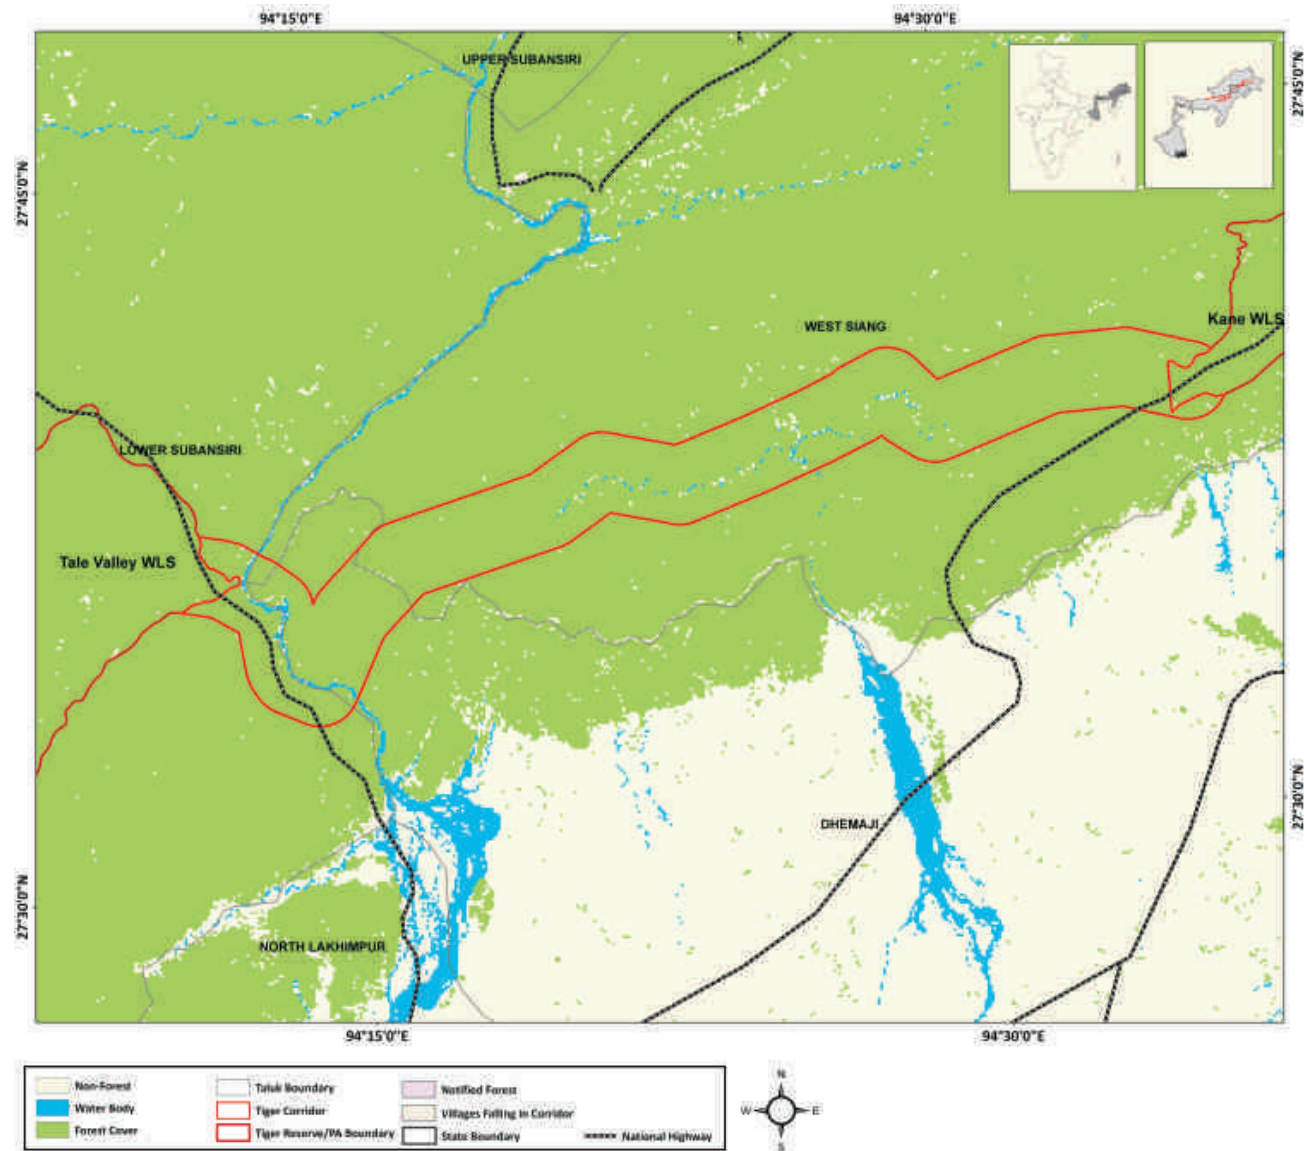 94°15'0"E
94°30'0"E
UPPER SUBANSIRI
27°45'0"N
27°45'0"N
WEST SIANG
Kane WLS
LOWER SUBANSIRI
Tale Valley WLS
DHEMAJI
27°30'0"N
27°30'0"N
NORTH LAKHIMPUR
94°15'0"E
94°30'0"E
Non-Forest
Water Body
Forest Cover
Taluk Boundary
Tiger Corridor
Tiger Reserve/PA Boundary
Notified Forest
Villages Falling in Corridor
State Boundary
National Highway
N
W
E
S